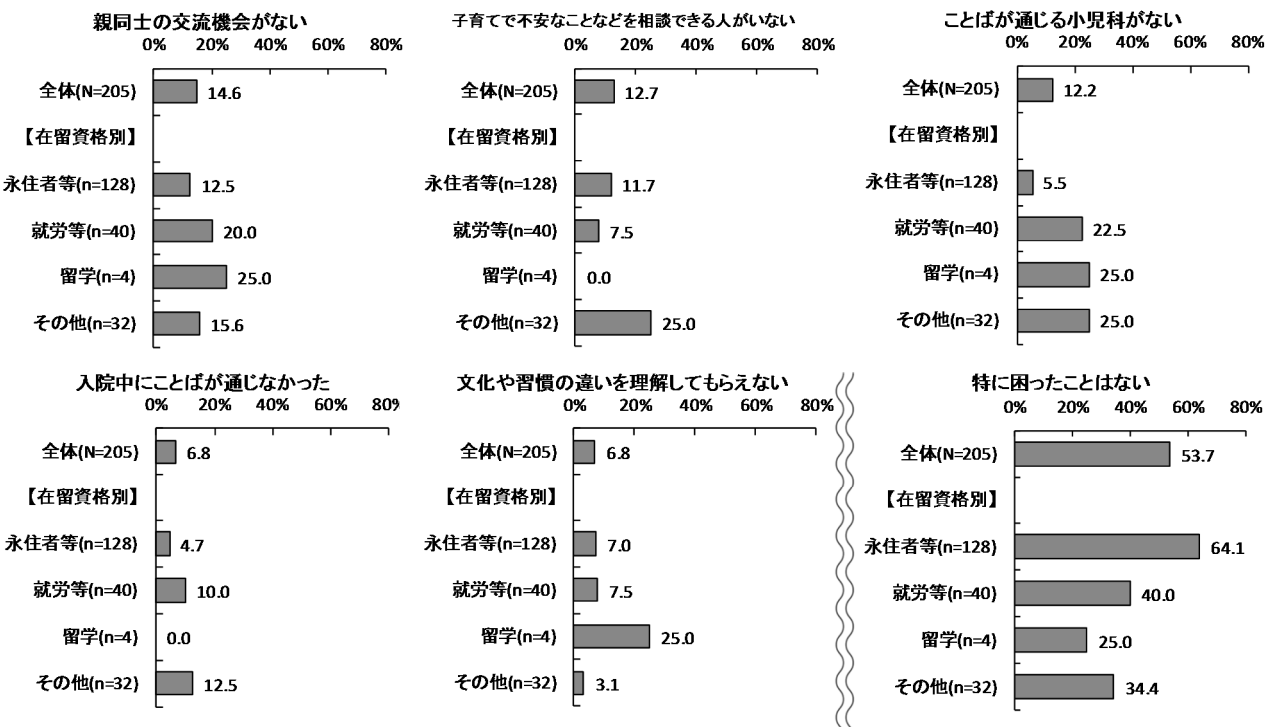 親同士の交流機会がない
0% 20% 40% 60% 80%
全体(N=205) 14.6
【在留資格別】
永住者等(n=128) 12.5
就労等(n=40) 20.0
留学(n=4) 25.0
その他(n=32) 15.6
子育てで不安なことなどを相談できる人がいない
0% 20% 40% 60% 80%
全体(N=205) 12.7
【在留資格別】
永住者等(n=128) 11.7
就労等(n=40) 7.5
留学(n=4) 0.0
その他(n=32) 25.0
ことばが通じる小児科がない
0% 20% 40% 60% 80%
全体(N=205) 12.2
【在留資格別】
永住者等(n=128) 5.5
就労等(n=40) 22.5
留学(n=4) 25.0
その他(n=32) 25.0
入院中にことばが通じなかった
0% 20% 40% 60% 80%
全体(N=205) 6.8
【在留資格別】
永住者等(n=128) 4.7
就労等(n=40) 10.0
留学(n=4) 0.0
その他(n=32) 12.5
文化や習慣の違いを理解してもらえない
0% 20% 40% 60% 80%
全体(N=205) 6.8
【在留資格別】
永住者等(n=128) 7.0
就労等(n=40) 7.5
留学(n=4) 25.0
その他(n=32) 3.1
特に困ったことはない
0% 20% 40% 60% 80%
全体(N=205) 53.7
【在留資格別】
永住者等(n=128) 64.1
就労等(n=40) 40.0
留学(n=4) 25.0
その他(n=32) 34.4